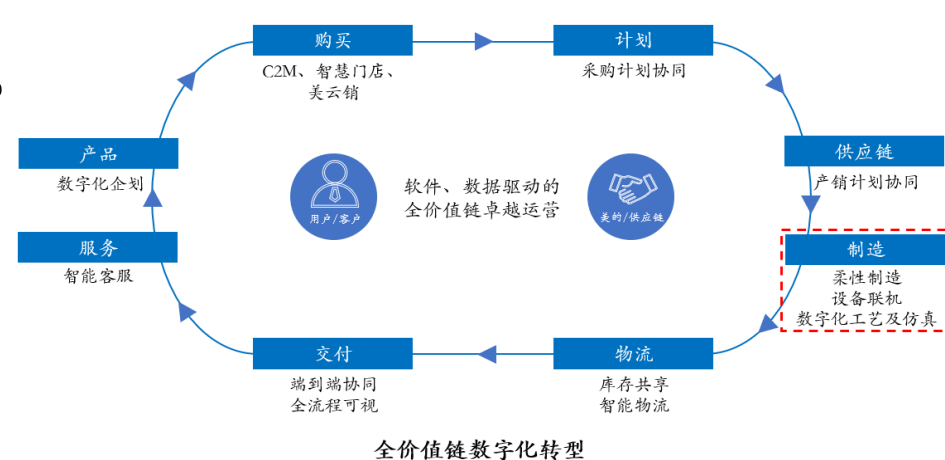 购买
C2M、智慧门店、
美云销
计划
采购计划协同
产品
数字化企划
供应链
产销计划协同
用户/客户
软件、数据驱动的
全价值链卓越运营
美的/供应链
服务
智能客服
制造
柔性制造
设备联机
数字化工艺及仿真
交付
端到端协同
全流程可视
物流
库存共享
智能物流
全价值链数字化转型